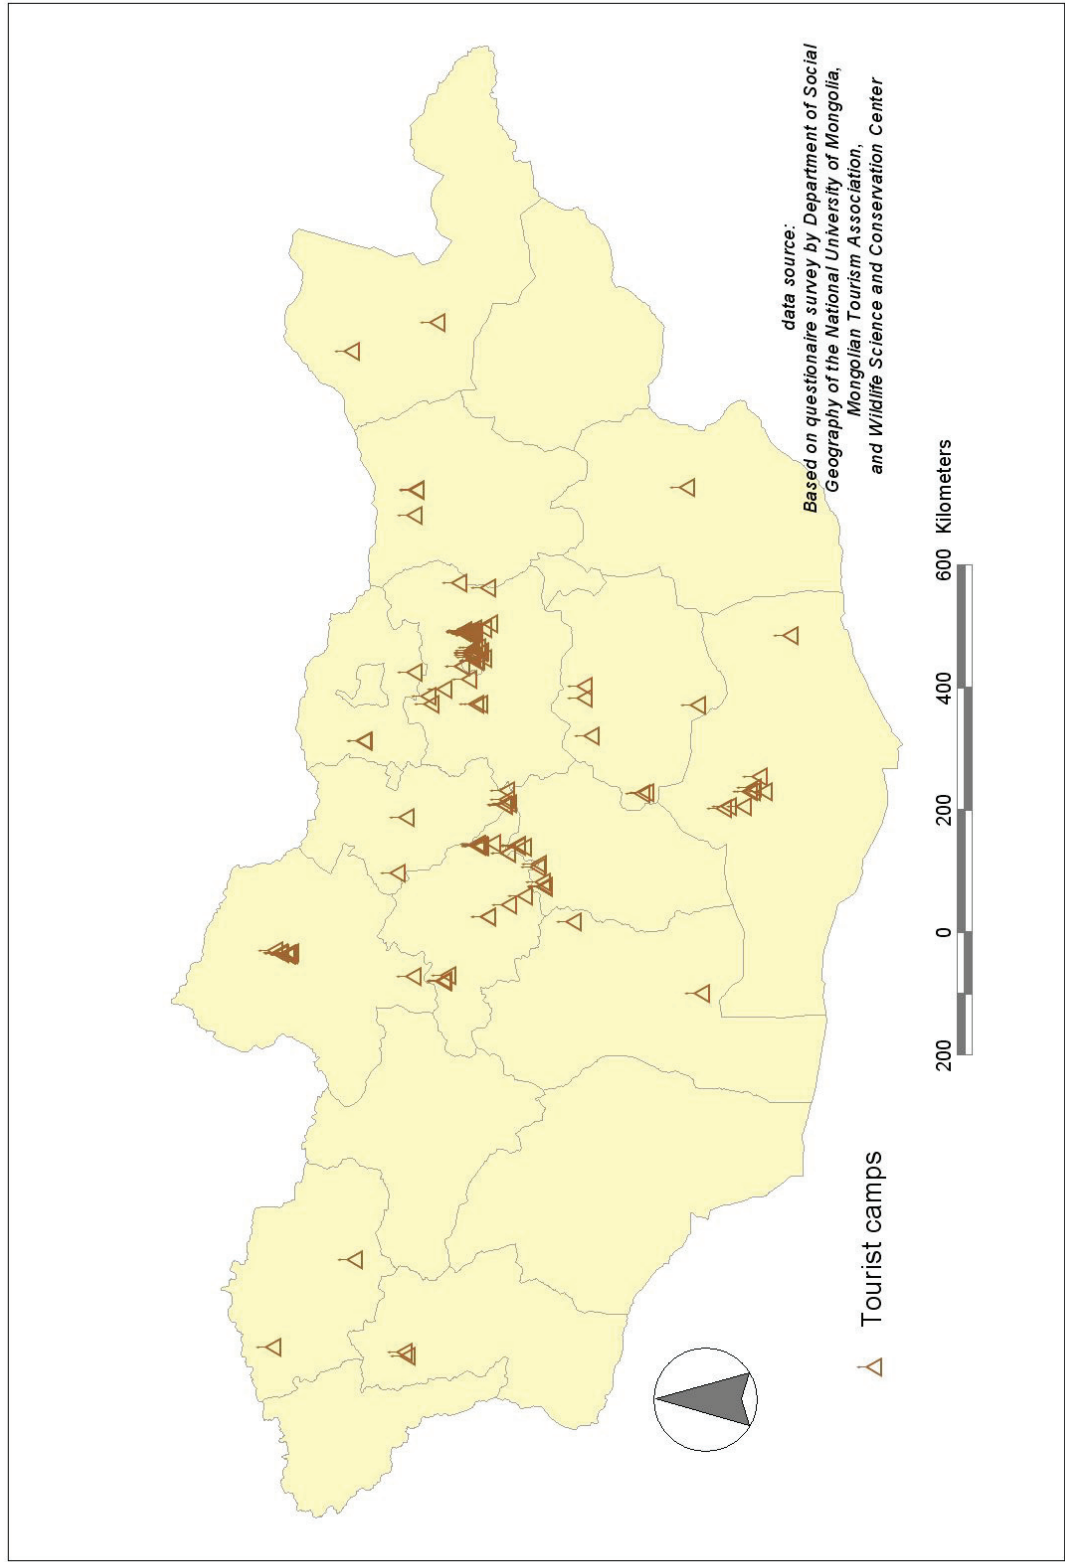 data source:
Based on questionaire survey by Department of Social
Geography of the National University of Mongolia,
Mongolian Tourism Association,
and Wildlife Science and Conservation Center
200 0 200 400 600 Kilometers
Tourist camps